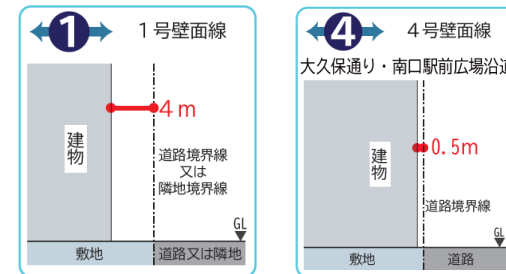 1 1号壁面線
4m
建物
道路境界線
又は
隣地境界線
GL
敷地 道路又は隣地
4 4号壁面線
大久保通り・南口駅前広場沿道
0.5m
建物
道路境界線
GL
敷地 道路